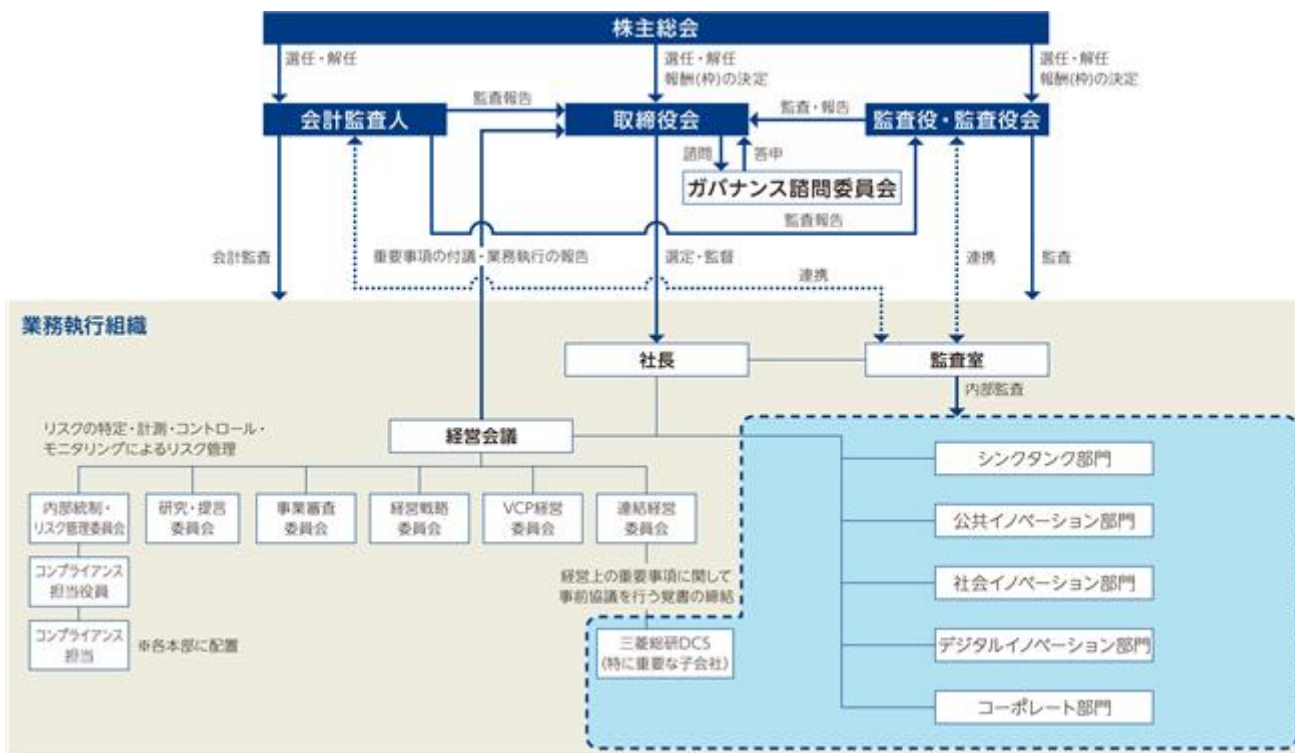 株主総会
選任・解任
選任・解任
報酬(枠)の決定
選任・解任
報酬(枠)の決定
監査報告
監査・報告
会計監査人
取締役会
監査役・監査役会
諮問
答申
ガバナンス諮問委員会
監査報告
会計監査
重要事項の付議・業務執行の報告
選定・監督
連携
連携
監査
業務執行組織
社長
監査室
内部監査
リスクの特定・計測・コントロール・
モニタリングによるリスク管理
経営会議
シンクタンク部門
内部統制・
リスク管理委員会
研究・提言
委員会
事業審査
委員会
経営戦略
委員会
VCP経営
委員会
連結経営
委員会
公共イノベーション部門
コンプライアンス
担当役員
経営上の重要事項に関して
事前協議を行う覚書の締結
社会イノベーション部門
コンプライアンス
担当
※各本部に配置
三菱総研DCS
(特に重要な子会社)
デジタルイノベーション部門
コーポレート部門